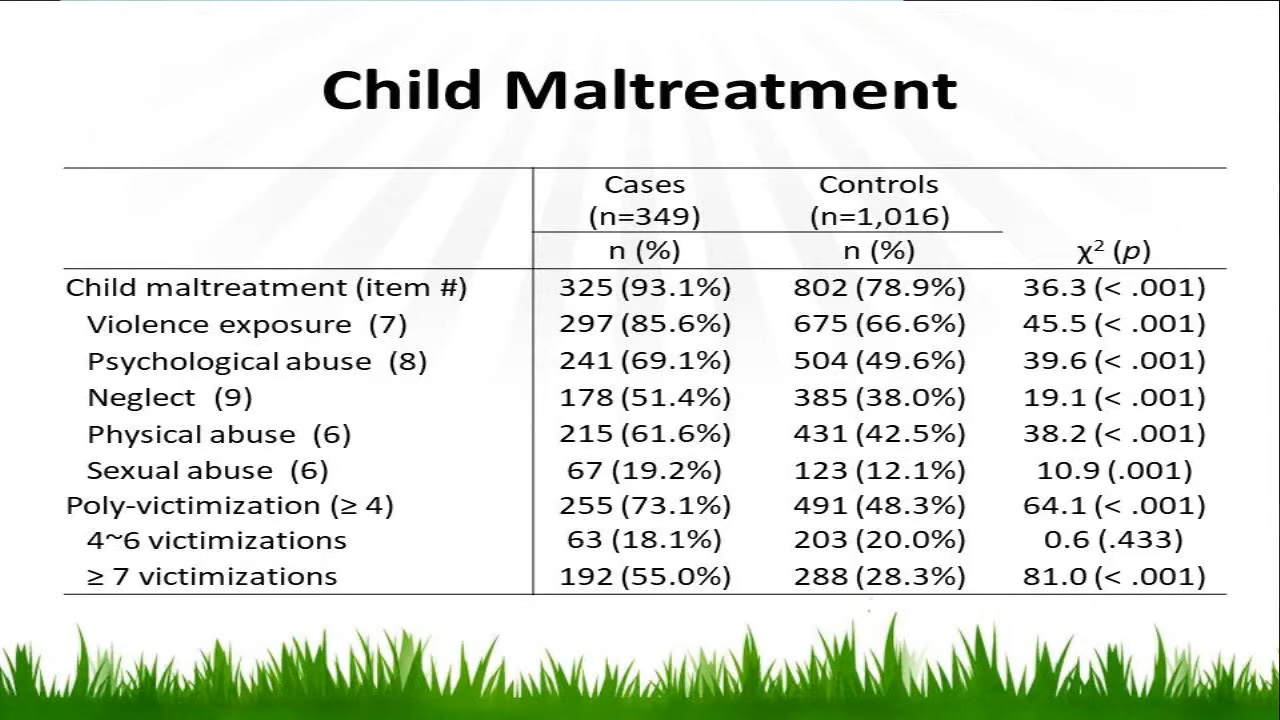 Child Maltreatment
Cases Controls
(n=349) (n=1,016)
n (%) n (%) χ² (p)
Child maltreatment (item #) 325 (93.1%) 802 (78.9%) 36.3 (< .001)
Violence exposure (7) 297 (85.6%) 675 (66.6%) 45.5 (< .001)
Psychological abuse (8) 241 (69.1%) 504 (49.6%) 39.6 (< .001)
Neglect (9) 178 (51.4%) 385 (38.0%) 19.1 (< .001)
Physical abuse (6) 215 (61.6%) 431 (42.5%) 38.2 (< .001)
Sexual abuse (6) 67 (19.2%) 123 (12.1%) 10.9 (.001)
Poly-victimization (≥ 4) 255 (73.1%) 491 (48.3%) 64.1 (< .001)
4~6 victimizations 63 (18.1%) 203 (20.0%) 0.6 (.433)
≥ 7 victimizations 192 (55.0%) 288 (28.3%) 81.0 (< .001)